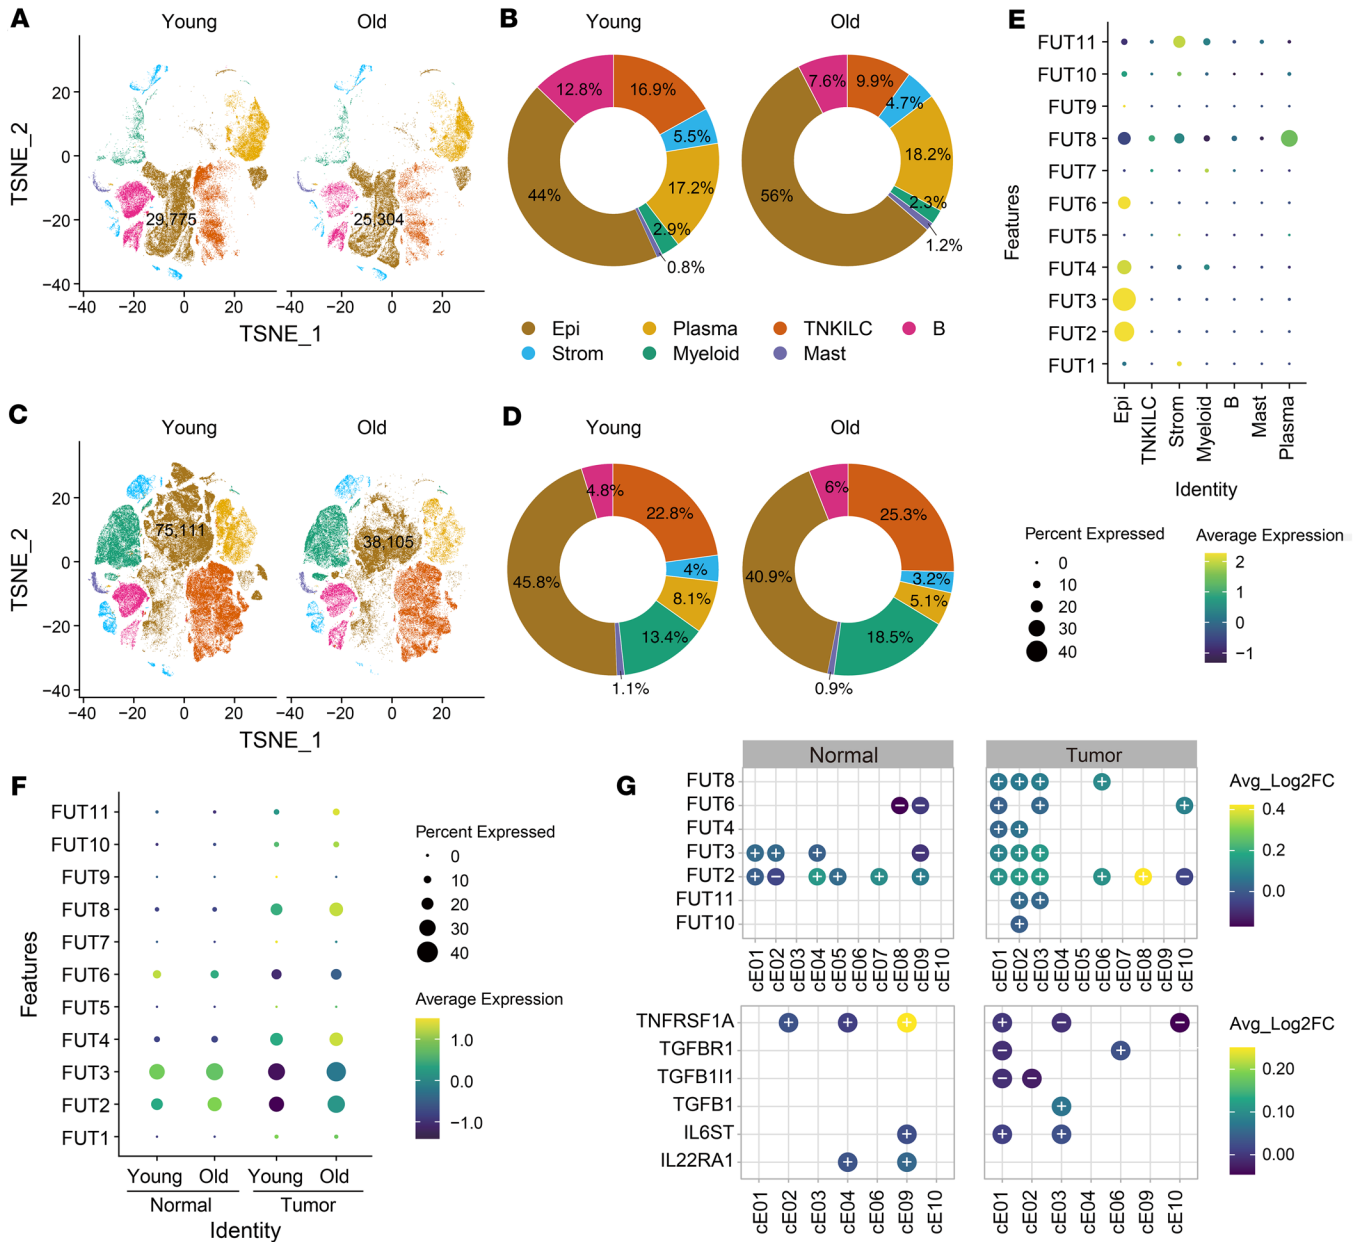 A
Young
Old
TSNE_2
20
0
−20
−40
29,775
25,304
−40
−20
0
20
−40
−20
0
20
TSNE_1
B
Young
Old
12.8%
16.9%
5.5%
17.2%
2.9%
0.8%
44%
7.6%
9.9%
4.7%
18.2%
2.3%
1.2%
56%
Epi
Plasma
TNKILC
B
Strom
Myeloid
Mast
C
Young
Old
TSNE_2
20
0
−20
−40
75,111
38,105
−40
−20
0
20
−40
−20
0
20
TSNE_1
D
Young
Old
4.8%
22.8%
4%
8.1%
13.4%
1.1%
45.8%
6%
25.3%
3.2%
5.1%
18.5%
0.9%
40.9%
E
Features
FUT11
FUT10
FUT9
FUT8
FUT7
FUT6
FUT5
FUT4
FUT3
FUT2
FUT1
Epi
TNKILC
Strom
Myeloid
B
Mast
Plasma
Identity
Percent Expressed
0
10
20
30
40
Average Expression
2
1
0
−1
F
Features
FUT11
FUT10
FUT9
FUT8
FUT7
FUT6
FUT5
FUT4
FUT3
FUT2
FUT1
Young
Old
Young
Old
Normal
Tumor
Identity
Percent Expressed
0
10
20
30
40
Average Expression
1.0
0.0
−1.0
G
Normal
Tumor
FUT8
FUT6
FUT4
FUT3
FUT2
FUT11
FUT10
cE01
cE02
cE03
cE04
cE05
cE06
cE07
cE08
cE09
cE10
cE01
cE02
cE03
cE04
cE05
cE06
cE07
cE08
cE09
cE10
Avg_Log2FC
0.4
0.2
0.0
TNFRSF1A
TGFBR1
TGFB1I1
TGFB1
IL6ST
IL22RA1
cE01
cE02
cE03
cE04
cE06
cE09
cE10
cE01
cE02
cE03
cE04
cE06
cE09
cE10
Avg_Log2FC
0.20
0.10
0.00